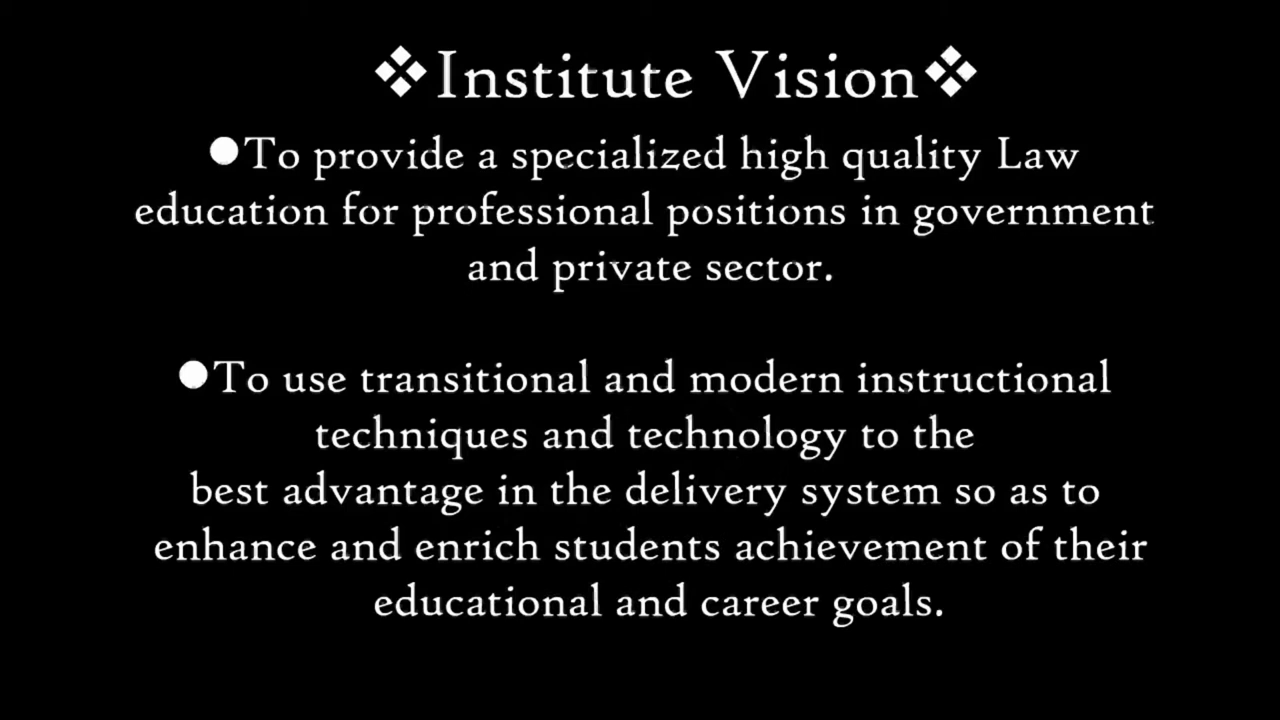 ❖Institute Vision❖
●To provide a specialized high quality Law
education for professional positions in government
and private sector.
●To use transitional and modern instructional
techniques and technology to the
best advantage in the delivery system so as to
enhance and enrich students achievement of their
educational and career goals.